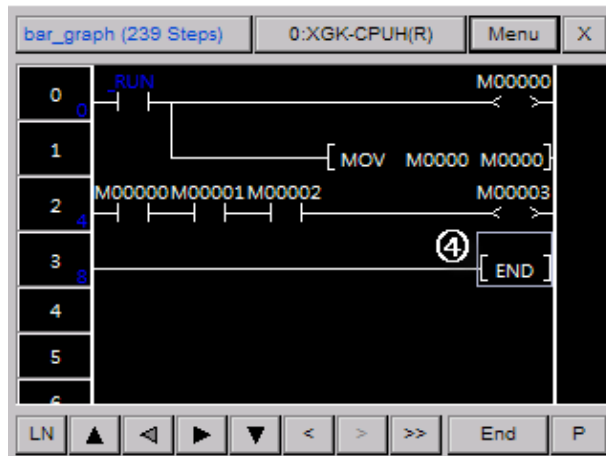 bar_graph (239 Steps) 0:XGK-CPUH(R) Menu X
_RUN M00000
0 0
1 MOV M0000 M0000
M00000 M00001 M00002 M00003
2 4
④
3 8 END
4
5
6
LN ▲ ◀ ▶ ▼ < > >> End P